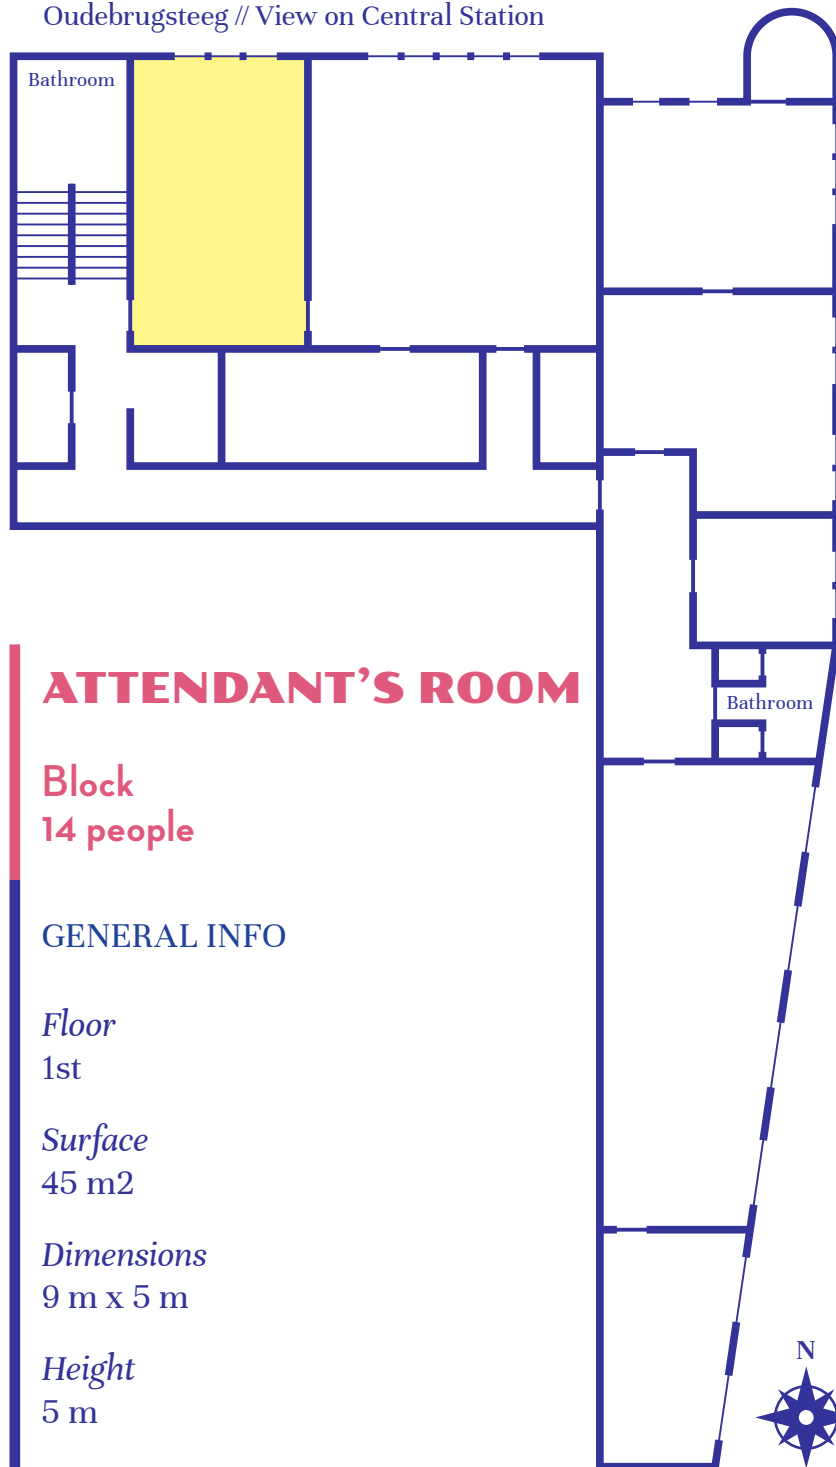 Oudebrugsteeg // View on Central Station
Bathroom
ATTENDANT’S ROOM
Bathroom
Block
14 people
GENERAL INFO
Floor
1st
Surface
45 m2
Dimensions
9 m x 5 m
Height
5 m
N